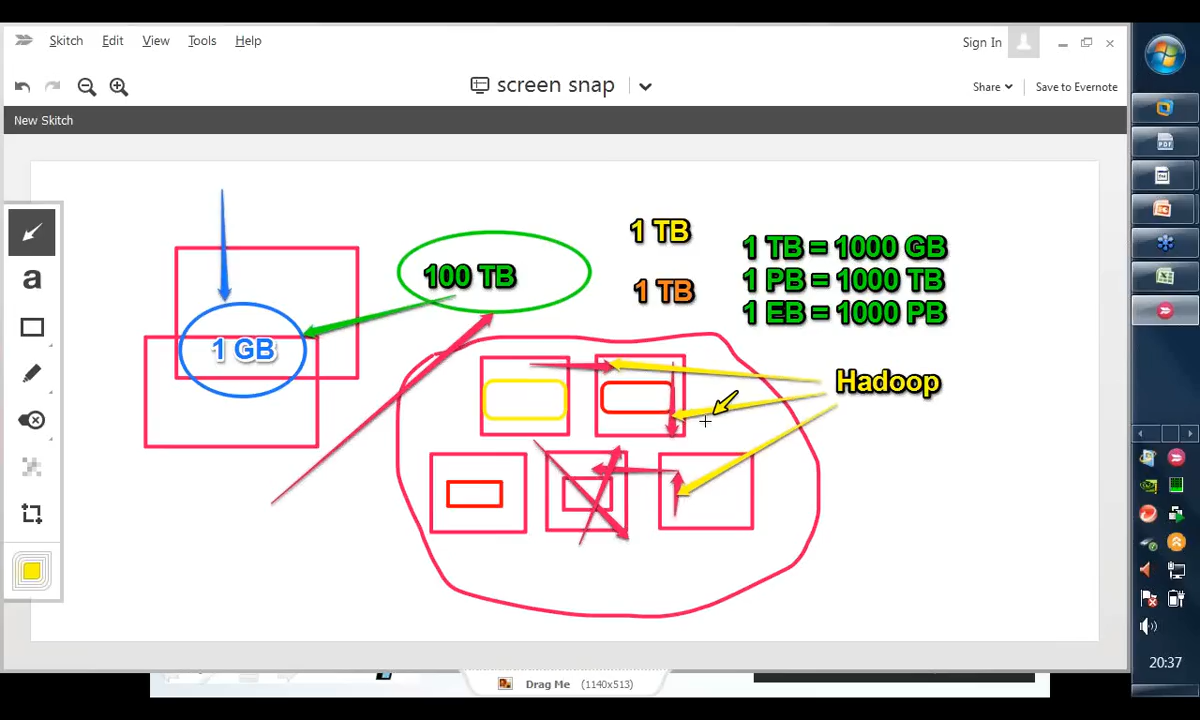 Skitch Edit View Tools Help
Sign In
screen snap
Share
Save to Evernote
New Skitch
a
1 TB
1 TB = 1000 GB
100 TB
1 PB = 1000 TB
1 TB
1 EB = 1000 PB
1 GB
Hadoop
PDF
20:37
Drag Me (1140x513)